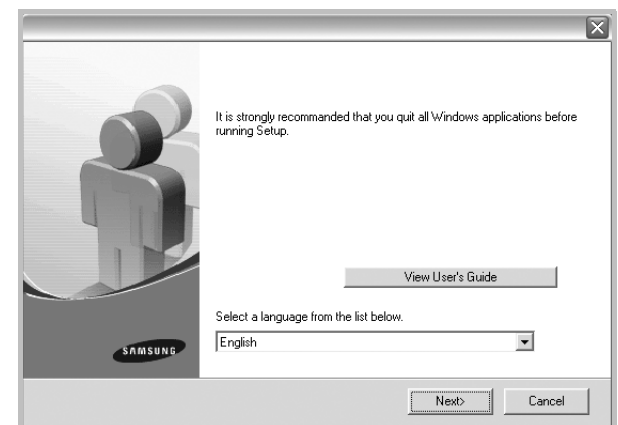 It is strongly recommanded that you quit all Windows applications before
running Setup.
View User's Guide
Select a language from the list below.
English
SAMSUNG
Next>
Cancel